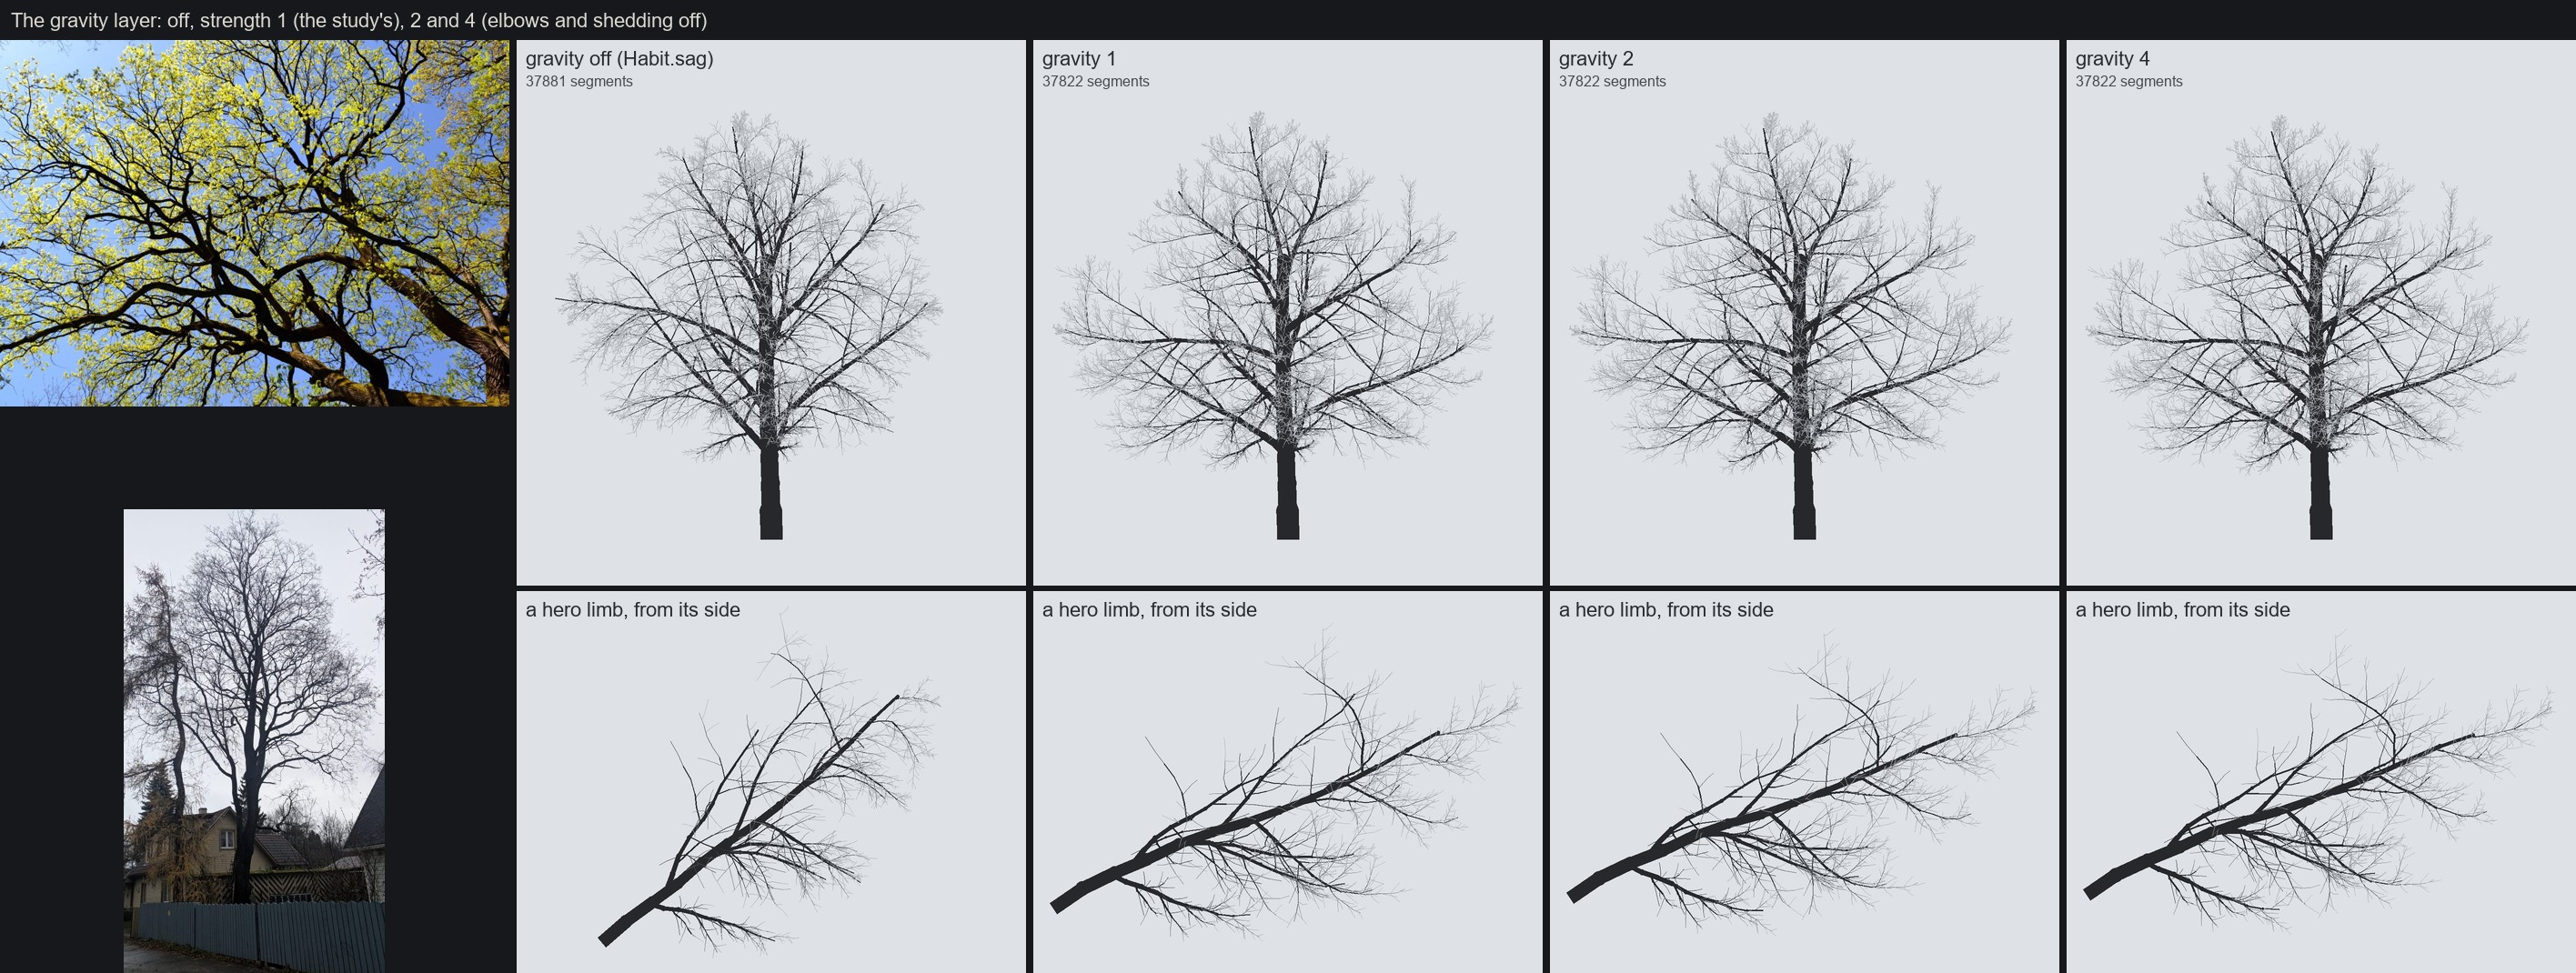 The gravity layer: off, strength 1 (the study's), 2 and 4 (elbows and shedding off)
gravity off (Habit.sag)
37881 segments
gravity 1
37822 segments
gravity 2
37822 segments
gravity 4
37822 segments
a hero limb, from its side
a hero limb, from its side
a hero limb, from its side
a hero limb, from its side